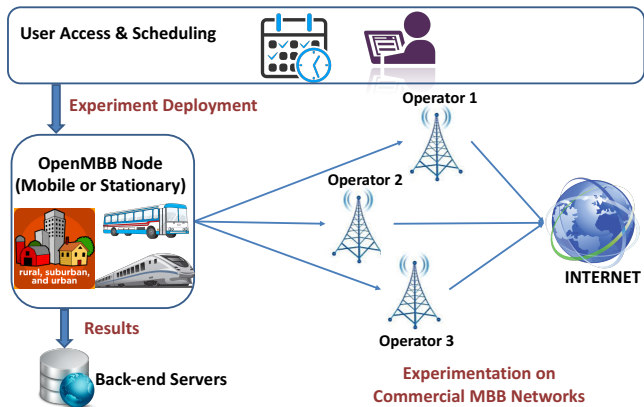 User Access & Scheduling
Experiment Deployment
Operator 1
OpenMBB Node
(Mobile or Stationary)
Operator 2
rural, suburban,
and urban
INTERNET
Results
Operator 3
Back-end Servers
Experimentation on
Commercial MBB Networks